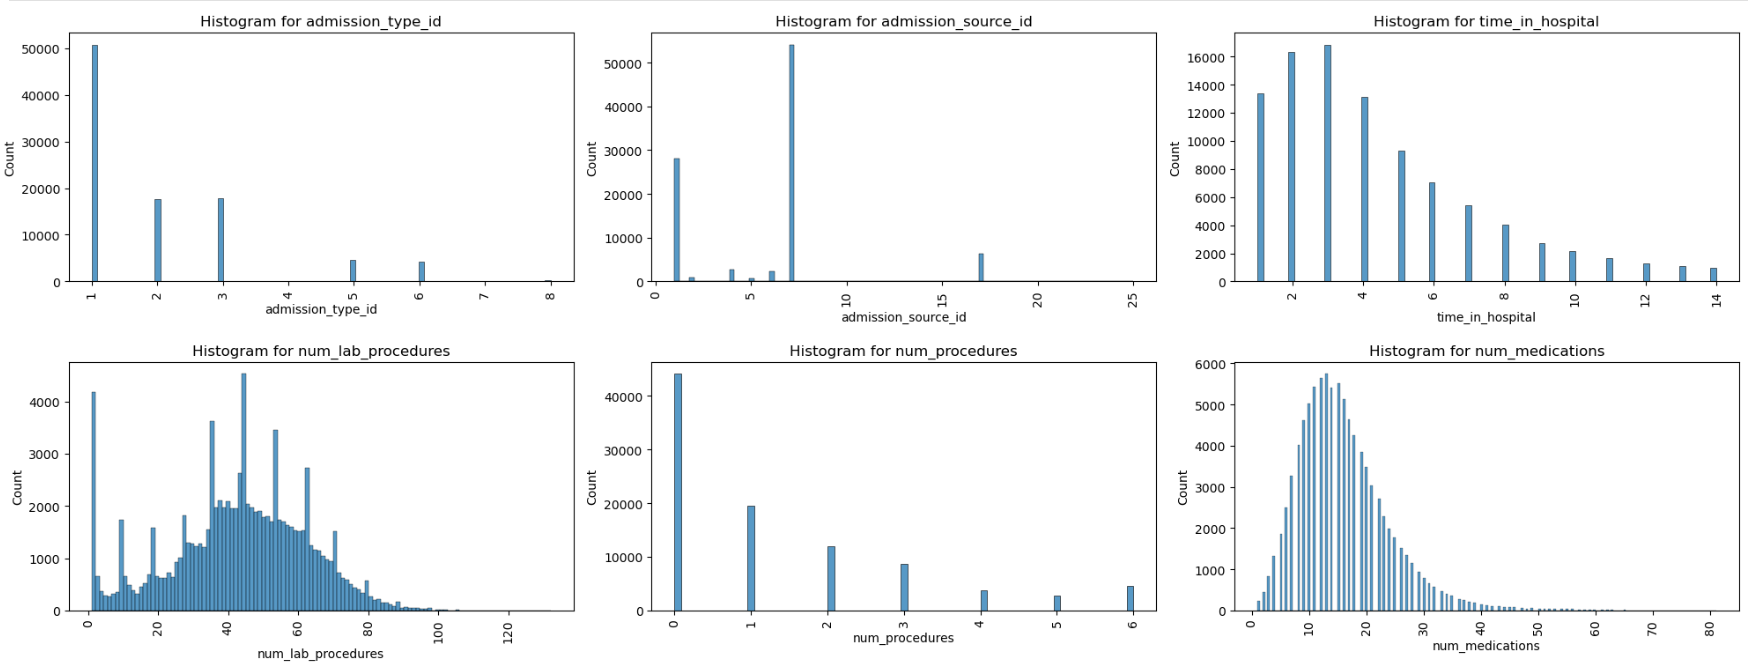 Histogram for admission_type_id
Count
50000
40000
30000
20000
10000
0
1 2 3 4 5 6 7 8
admission_type_id
Histogram for admission_source_id
Count
50000
40000
30000
20000
10000
0
0 5 10 15 20 25
admission_source_id
Histogram for time_in_hospital
Count
16000
14000
12000
10000
8000
6000
4000
2000
0
2 4 6 8 10 12 14
time_in_hospital
Histogram for num_lab_procedures
Count
4000
3000
2000
1000
0
0 20 40 60 80 100 120
num_lab_procedures
Histogram for num_procedures
Count
40000
30000
20000
10000
0
0 1 2 3 4 5 6
num_procedures
Histogram for num_medications
Count
6000
5000
4000
3000
2000
1000
0
0 10 20 30 40 50 60 70 80
num_medications